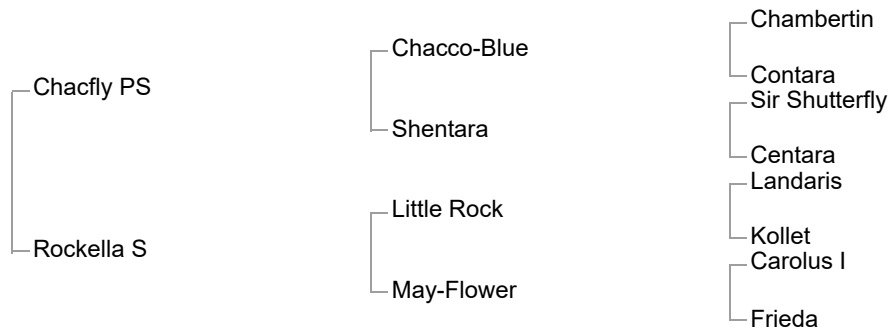 Chambertin
Chacco-Blue
Contara
Chacfly PS
Sir Shutterfly
Shentara
Centara
Landaris
Little Rock
Kollet
Rockella S
Carolus I
May-Flower
Frieda